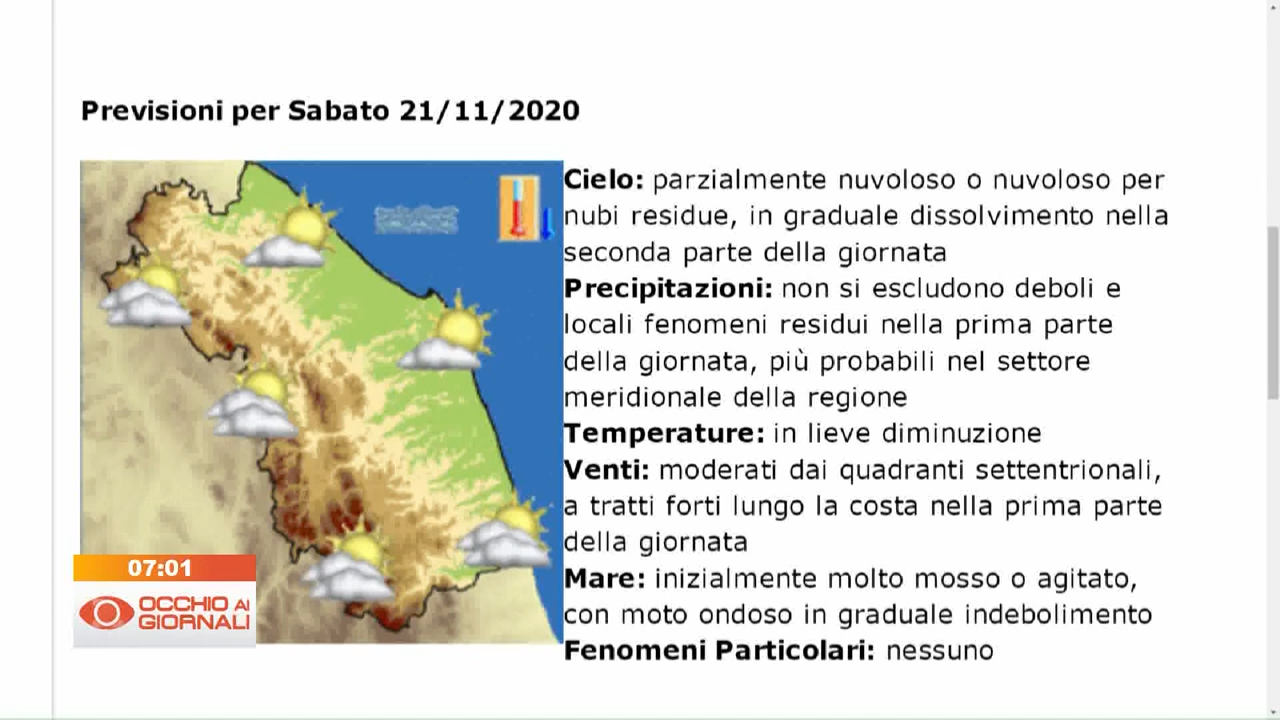 Previsioni per Sabato 21/11/2020
Cielo: parzialmente nuvoloso o nuvoloso per
nubi residue, in graduale dissolvimento nella
seconda parte della giornata
Precipitazioni: non si escludono deboli e
locali fenomeni residui nella prima parte
della giornata, più probabili nel settore
meridionale della regione
Temperature: in lieve diminuzione
Venti: moderati dai quadranti settentrionali,
a tratti forti lungo la costa nella prima parte
della giornata
Mare: inizialmente molto mosso o agitato,
con moto ondoso in graduale indebolimento
Fenomeni Particolari: nessuno
07:01
OCCHIO AI
GIORNALI